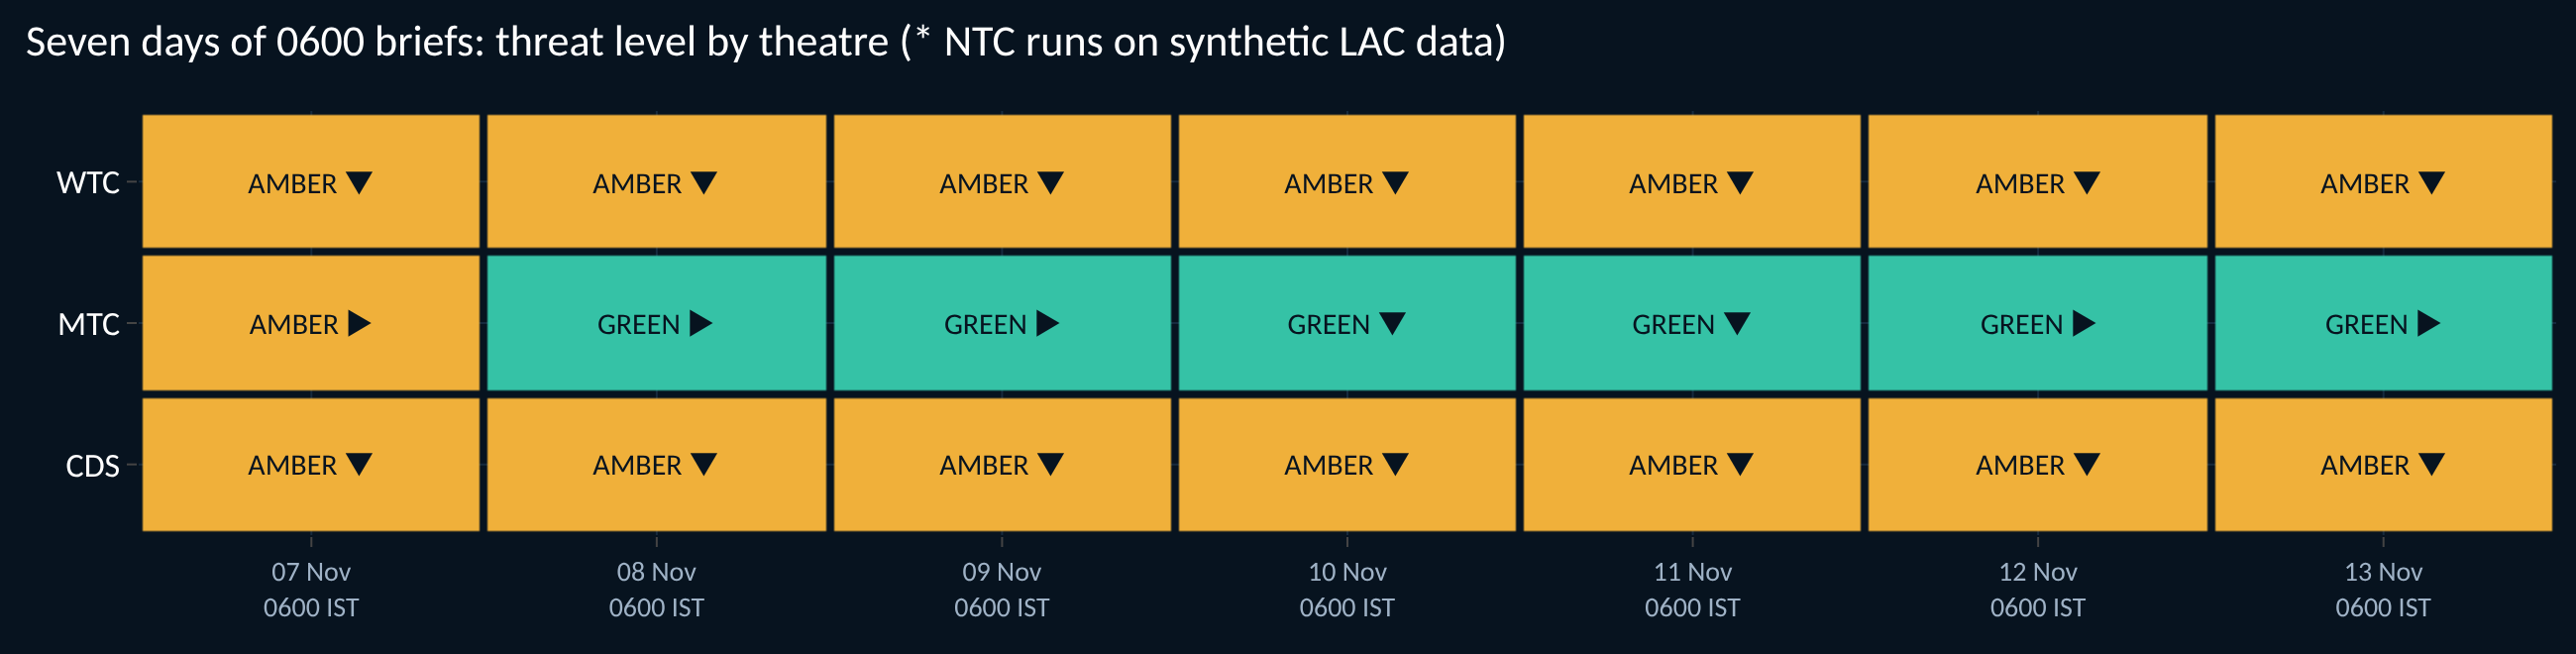 Seven days of 0600 briefs: threat level by theatre (* NTC runs on synthetic LAC data)
WTC AMBER ▼ AMBER ▼ AMBER ▼ AMBER ▼ AMBER ▼ AMBER ▼ AMBER ▼
MTC AMBER ▶ GREEN ▶ GREEN ▶ GREEN ▼ GREEN ▼ GREEN ▶ GREEN ▶
CDS AMBER ▼ AMBER ▼ AMBER ▼ AMBER ▼ AMBER ▼ AMBER ▼ AMBER ▼
07 Nov 08 Nov 09 Nov 10 Nov 11 Nov 12 Nov 13 Nov
0600 IST 0600 IST 0600 IST 0600 IST 0600 IST 0600 IST 0600 IST